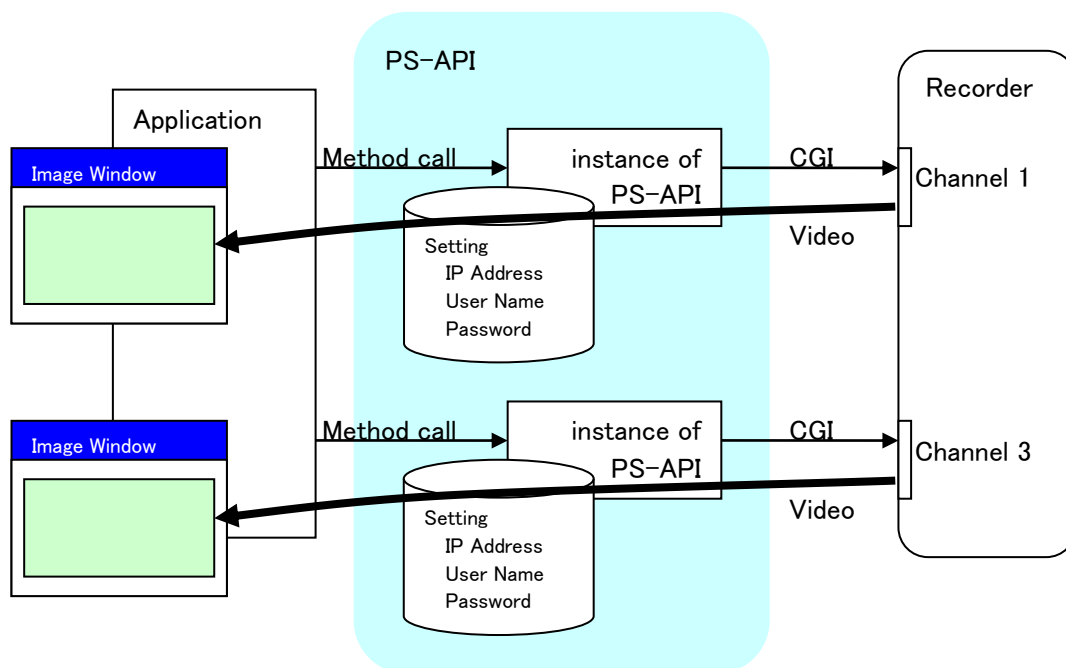 PS-API
Recorder
Application
Image Window
Method call
instance of
PS-API
CGI
Channel 1
Video
Setting
IP Address
User Name
Password
Image Window
Method call
instance of
PS-API
CGI
Channel 3
Video
Setting
IP Address
User Name
Password